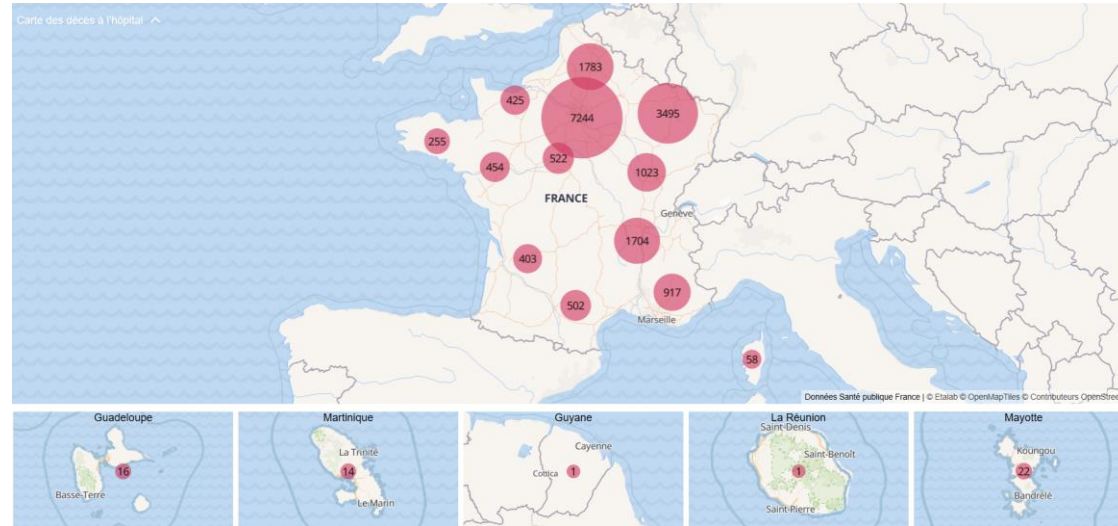 Carte des décès à l'hôpital
1783
425
7244
3495
255
454
522
1023
FRANCE
Genève
1704
403
917
502
Marseille
58
Données Santé publique France | © Etalab © OpenMapTiles © Contributeurs OpenStree
Guadeloupe
16
Basse-Terre
Martinique
La Trinité
14
Le Marin
Guyane
Cayenne
Cottica
1
La Réunion
Saint-Denis
Saint-Benoît
1
Saint-Pierre
Mayotte
Koungou
22
Bandrélé